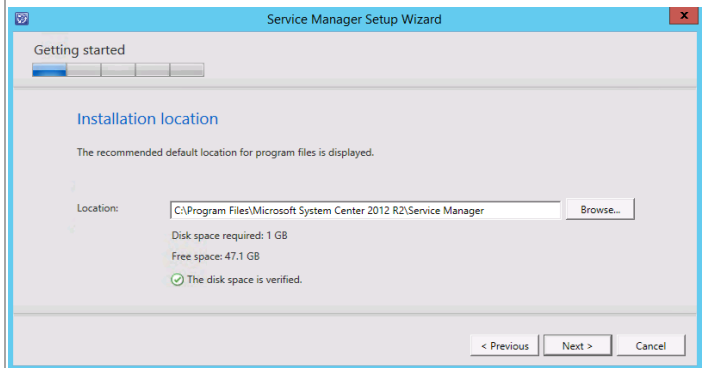 Service Manager Setup Wizard
x
Getting started
Installation location
The recommended default location for program files is displayed.
Location: C:\Program Files\Microsoft System Center 2012 R2\Service Manager Browse...
Disk space required: 1 GB
Free space: 47.1 GB
The disk space is verified.
< Previous Next > Cancel